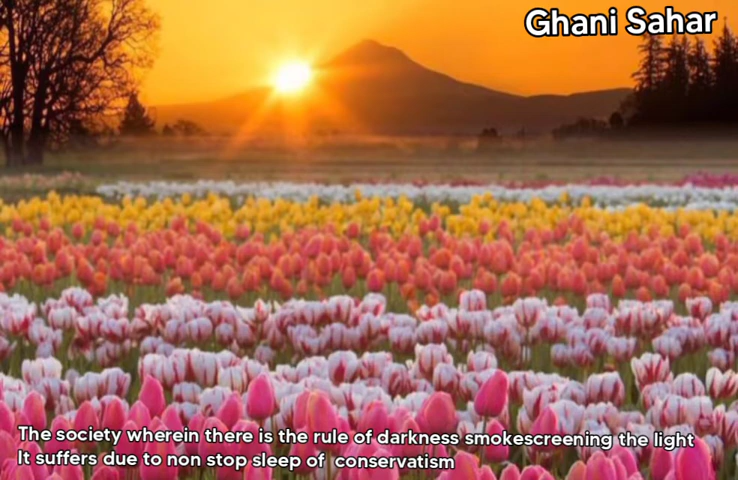 Ghani Sahar
The society wherein there is the rule of darkness smokescreening the light
It suffers due to non stop sleep of conservatism